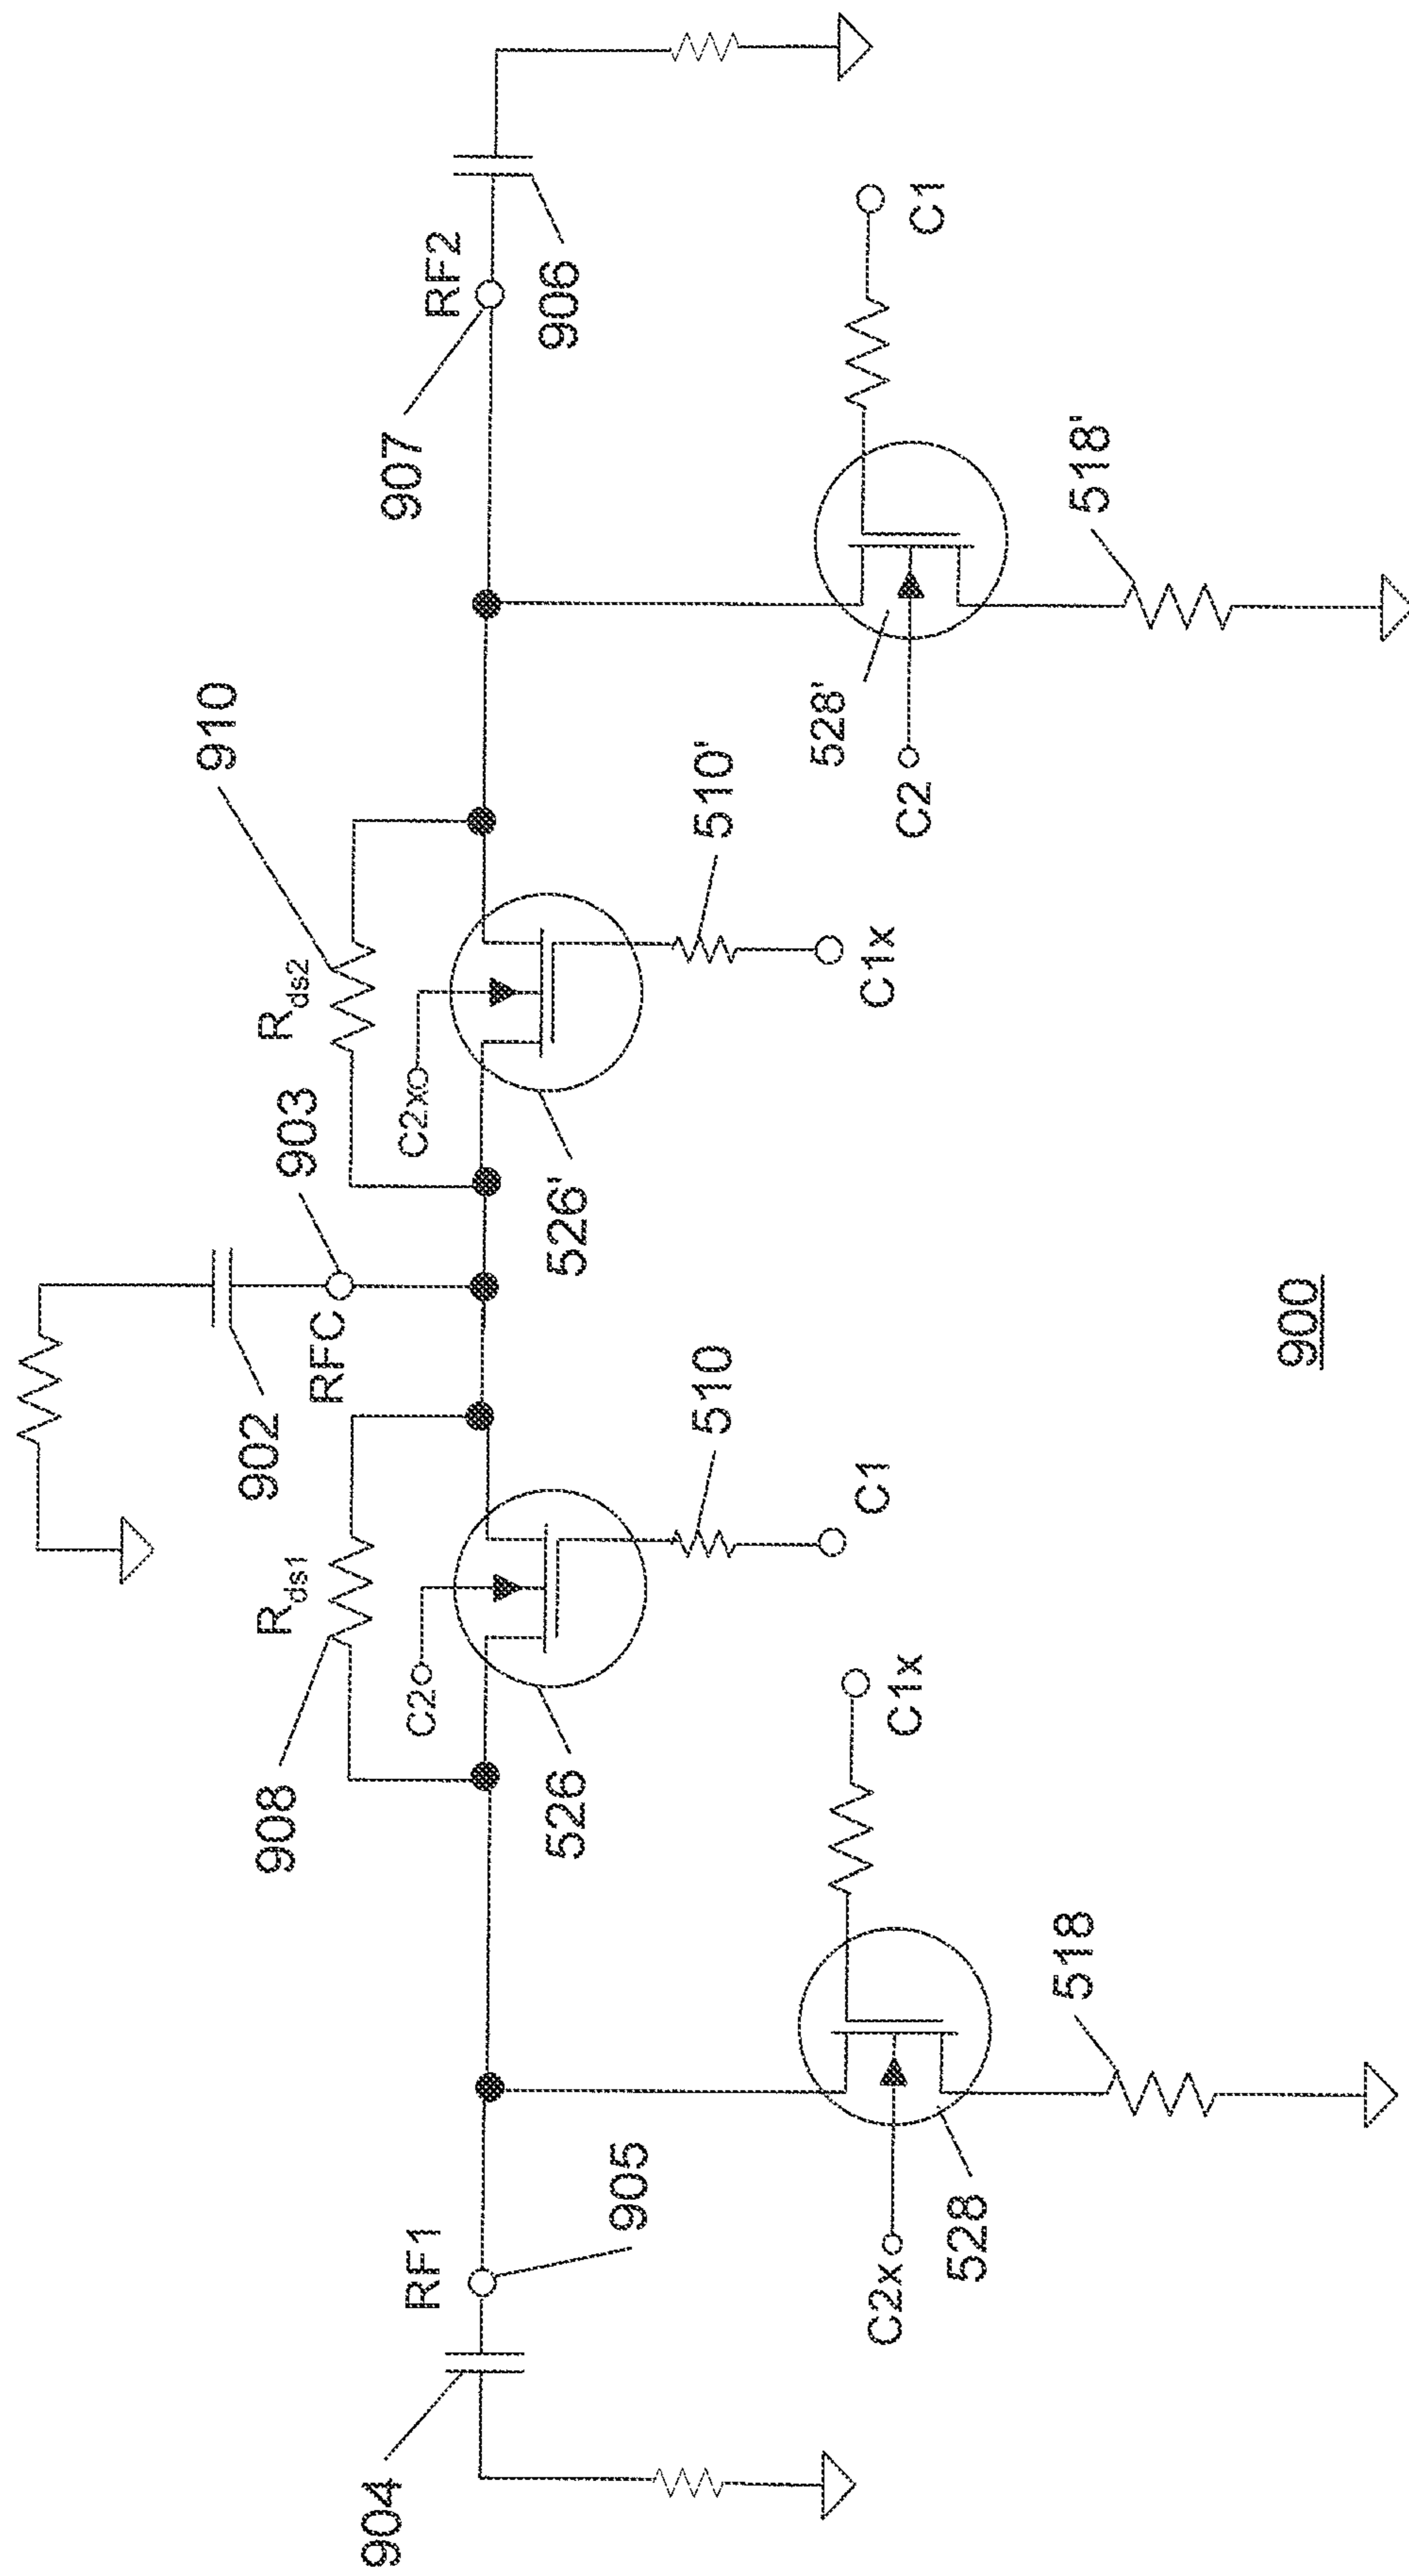 902
903
910
RFC
908
Rds1
Rds2
RF2
907
906
C2
C2x
526
526'
510
510'
C1
C1x
904
RF1
905
C2x
528
C1x
518
C2
528'
C1
518'
900